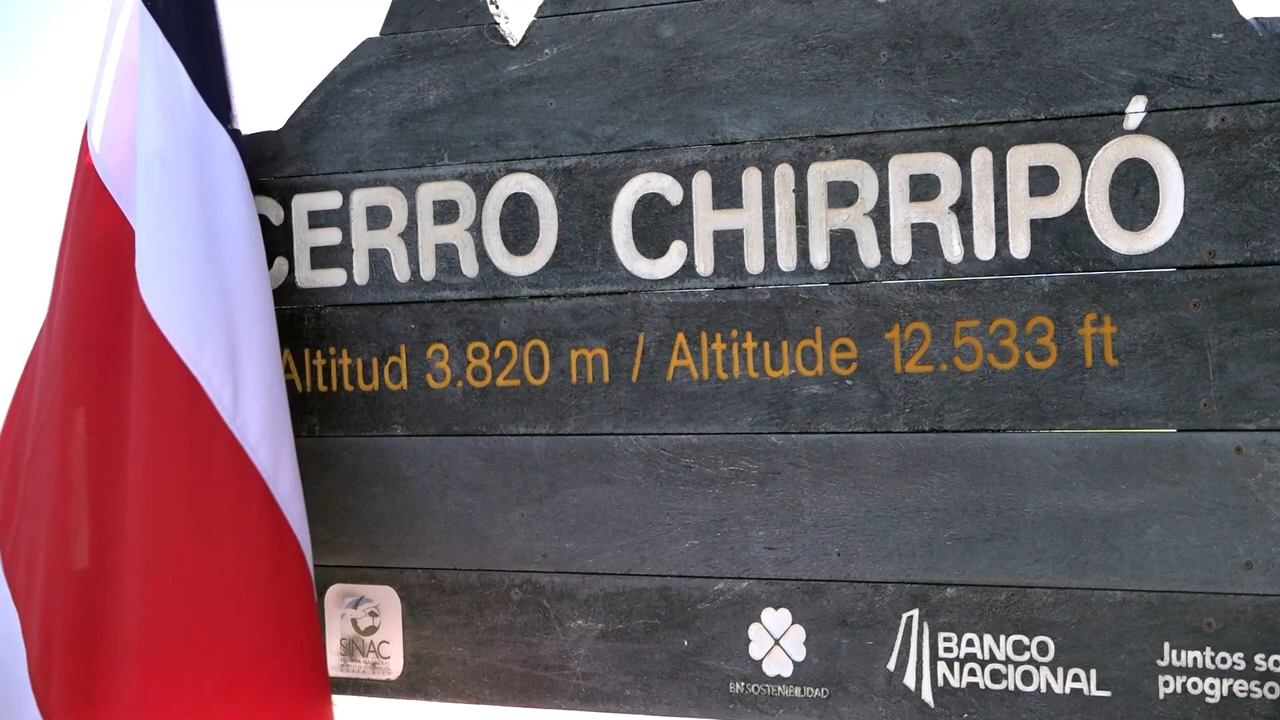 CERRO CHIRRIPÓ
Altitud 3.820 m / Altitude 12.533 ft
SINAC
BN SOSTENIBILIDAD
BANCO
NACIONAL
Juntos so
progreso